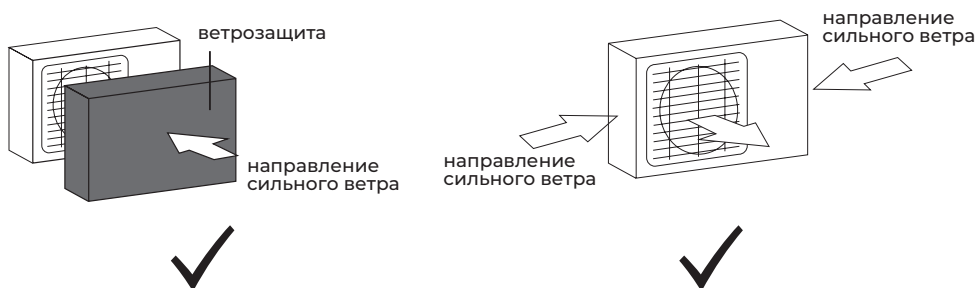 ветрозащита
направление
сильного ветра
направление
сильного ветра
направление
сильного ветра